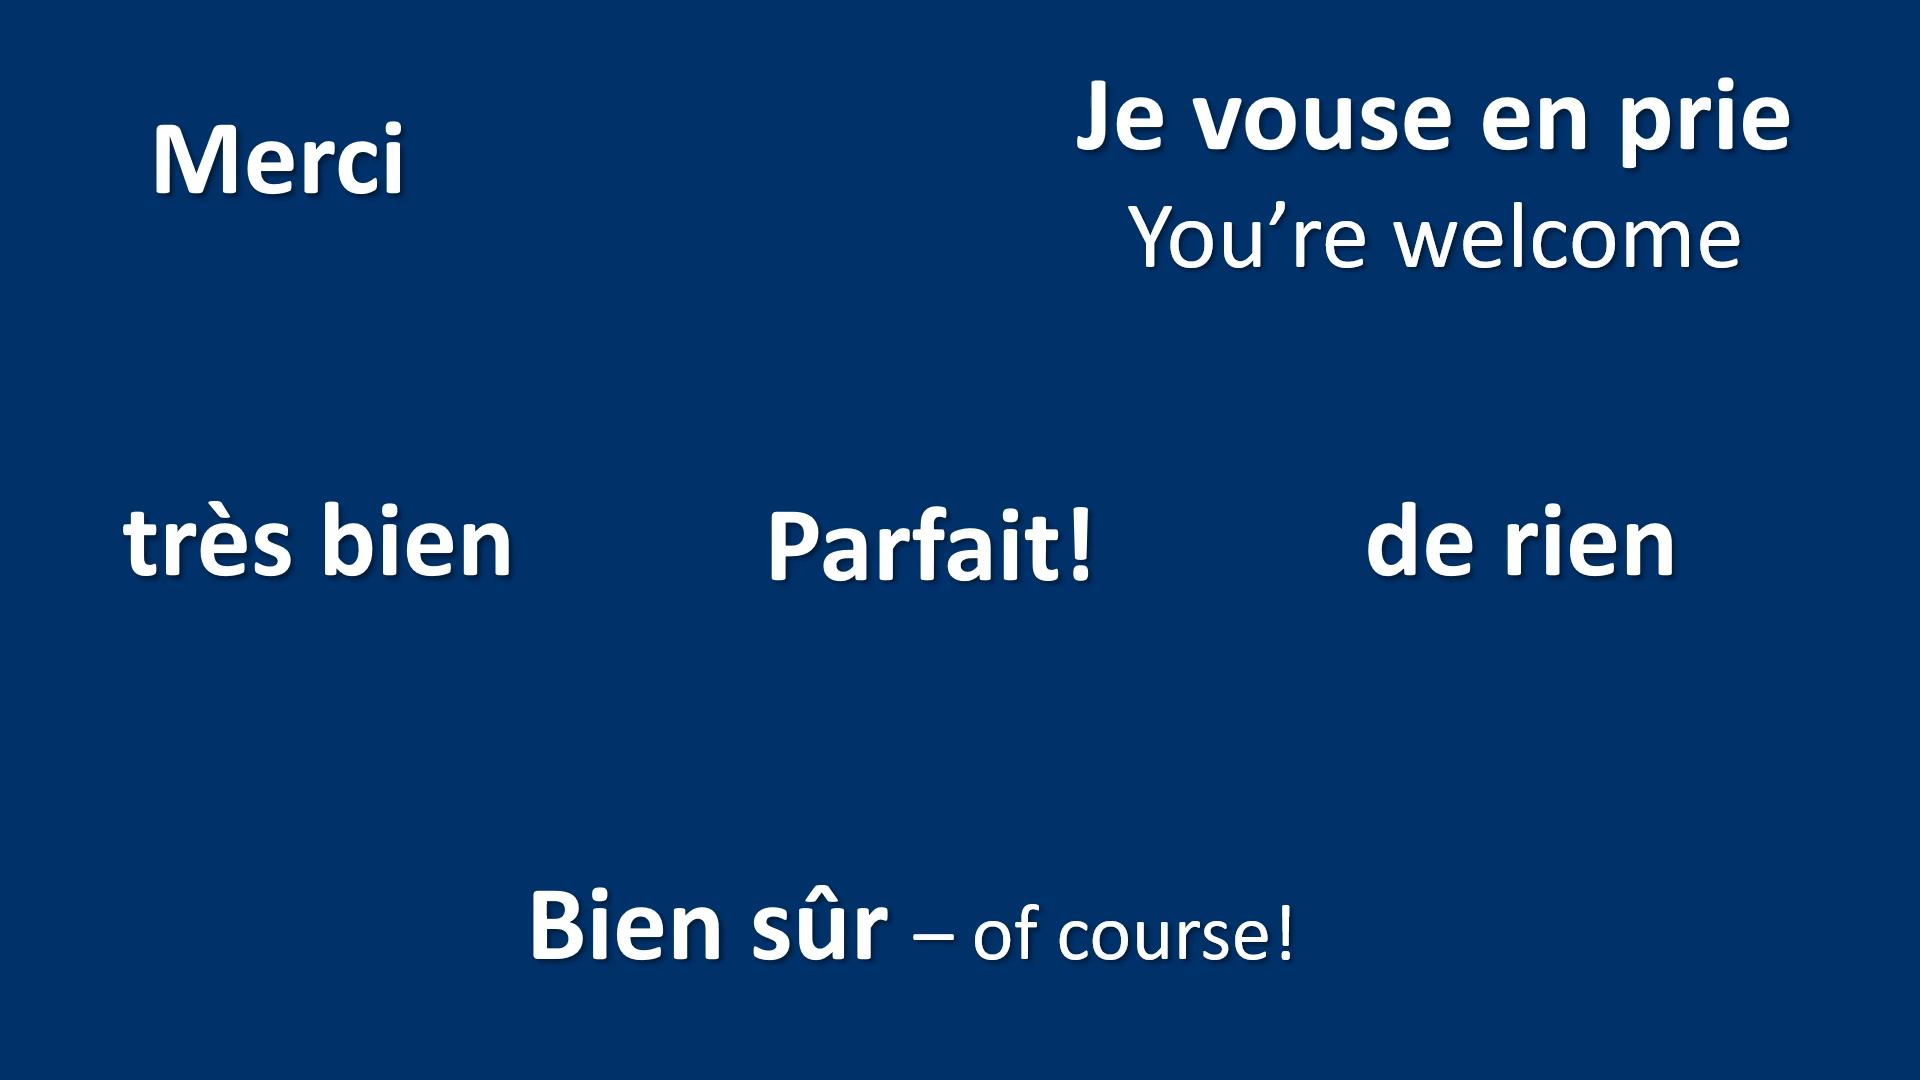 Merci
Je vouse en prie
You’re welcome
très bien
Parfait!
de rien
Bien sûr – of course!